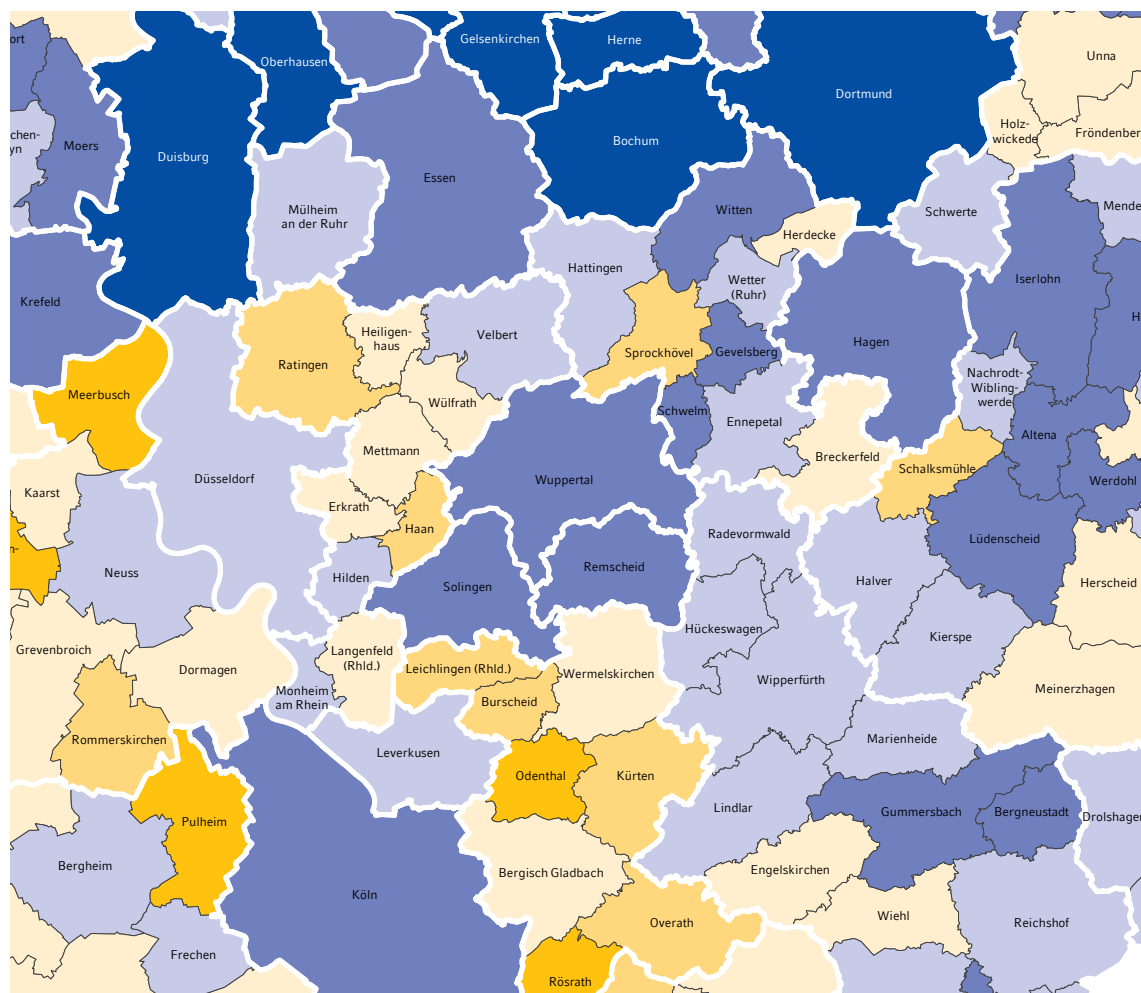 Gelsenkirchen
Herne
ort
Oberhausen
Unna
Dortmund
Holz-
wickede
Fröndenber
chen-
yn
Moers
Duisburg
Bochum
Essen
Mülheim
an der Ruhr
Witten
Schwerte
Mende
Herdecke
Hattingen
Wetter
(Ruhr)
Iserlohn
Krefeld
H
Heiligen-
haus
Velbert
Hagen
Ratingen
Sprockhövel
Gevelsberg
Nachrodt-
Wibling-
werde
Meerbusch
Wülfrath
Schwelm
Ennepetal
Altena
Mettmann
Breckerfeld
Schalksmühle
Düsseldorf
Wuppertal
Werdohl
Kaarst
Erkrath
Haan
Radevormwald
Lüdenscheid
n-
Neuss
Hilden
Solingen
Remscheid
Halver
Herscheid
Hückeswagen
Kierspe
Grevenbroich
Dormagen
Langenfeld
(Rhld.)
Leichlingen (Rhld.)
Wermelskirchen
Wipperfürth
Meinerzhagen
Monheim
am Rhein
Burscheid
Rommerskirchen
Leverkusen
Marienheide
Odenthal
Kürten
Lindlar
Gummersbach
Bergneustadt
Drolshagen
Pulheim
Bergheim
Bergisch Gladbach
Engelskirchen
Köln
Overath
Wiehl
Reichshof
Frechen
Rösrath